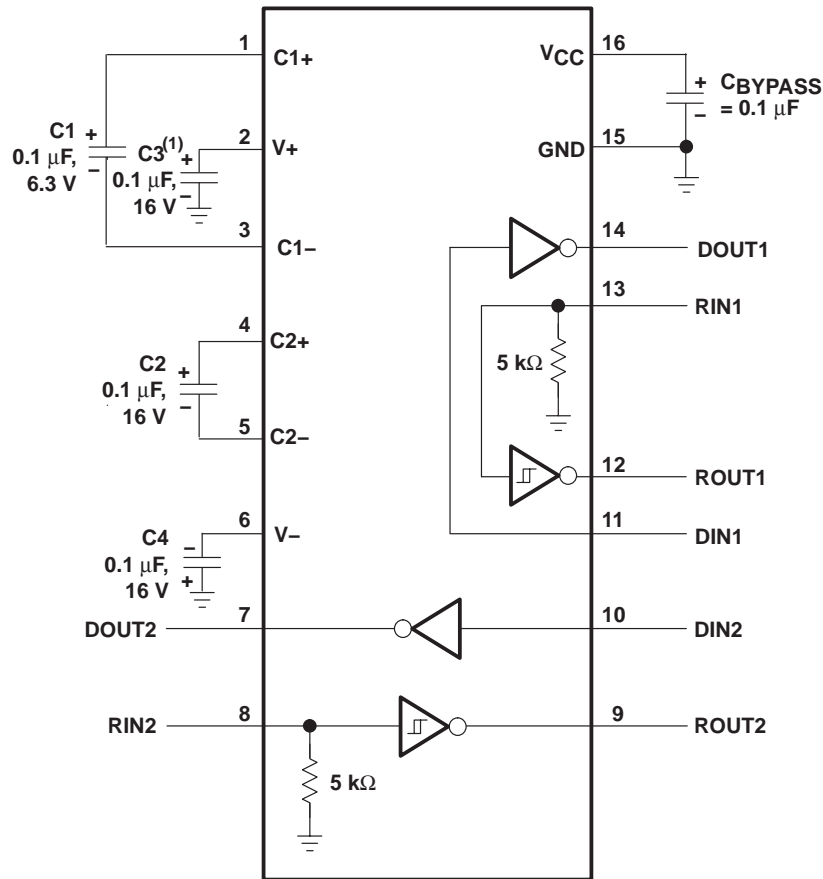 1
C1+
VCC
16
+
CBYPASS
= 0.1 μF
−
C1
0.1 μF,
6.3 V
+
−
C3(1)
0.1 μF,
16 V
+
−
2
V+
15
GND
3
C1−
14
DOUT1
13
RIN1
5 kΩ
4
C2+
C2
0.1 μF,
16 V
+
−
5
C2−
12
ROUT1
11
DIN1
6
V−
C4
0.1 μF,
16 V
−
+
DOUT2
7
10
DIN2
RIN2
8
9
ROUT2
5 kΩ